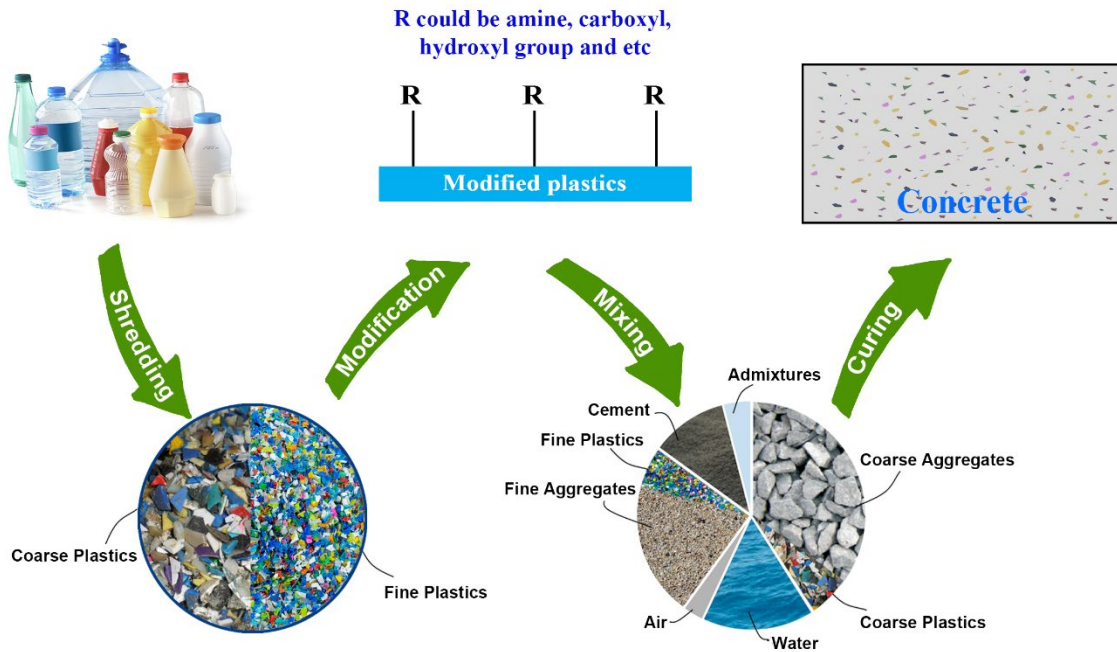 R could be amine, carboxyl,
hydroxyl group and etc
R R R
Modified plastics
Concrete
Shredding
Modification
Mixing
Curing
Coarse Plastics
Fine Plastics
Admixtures
Cement
Fine Plastics
Fine Aggregates
Coarse Aggregates
Air
Water
Coarse Plastics